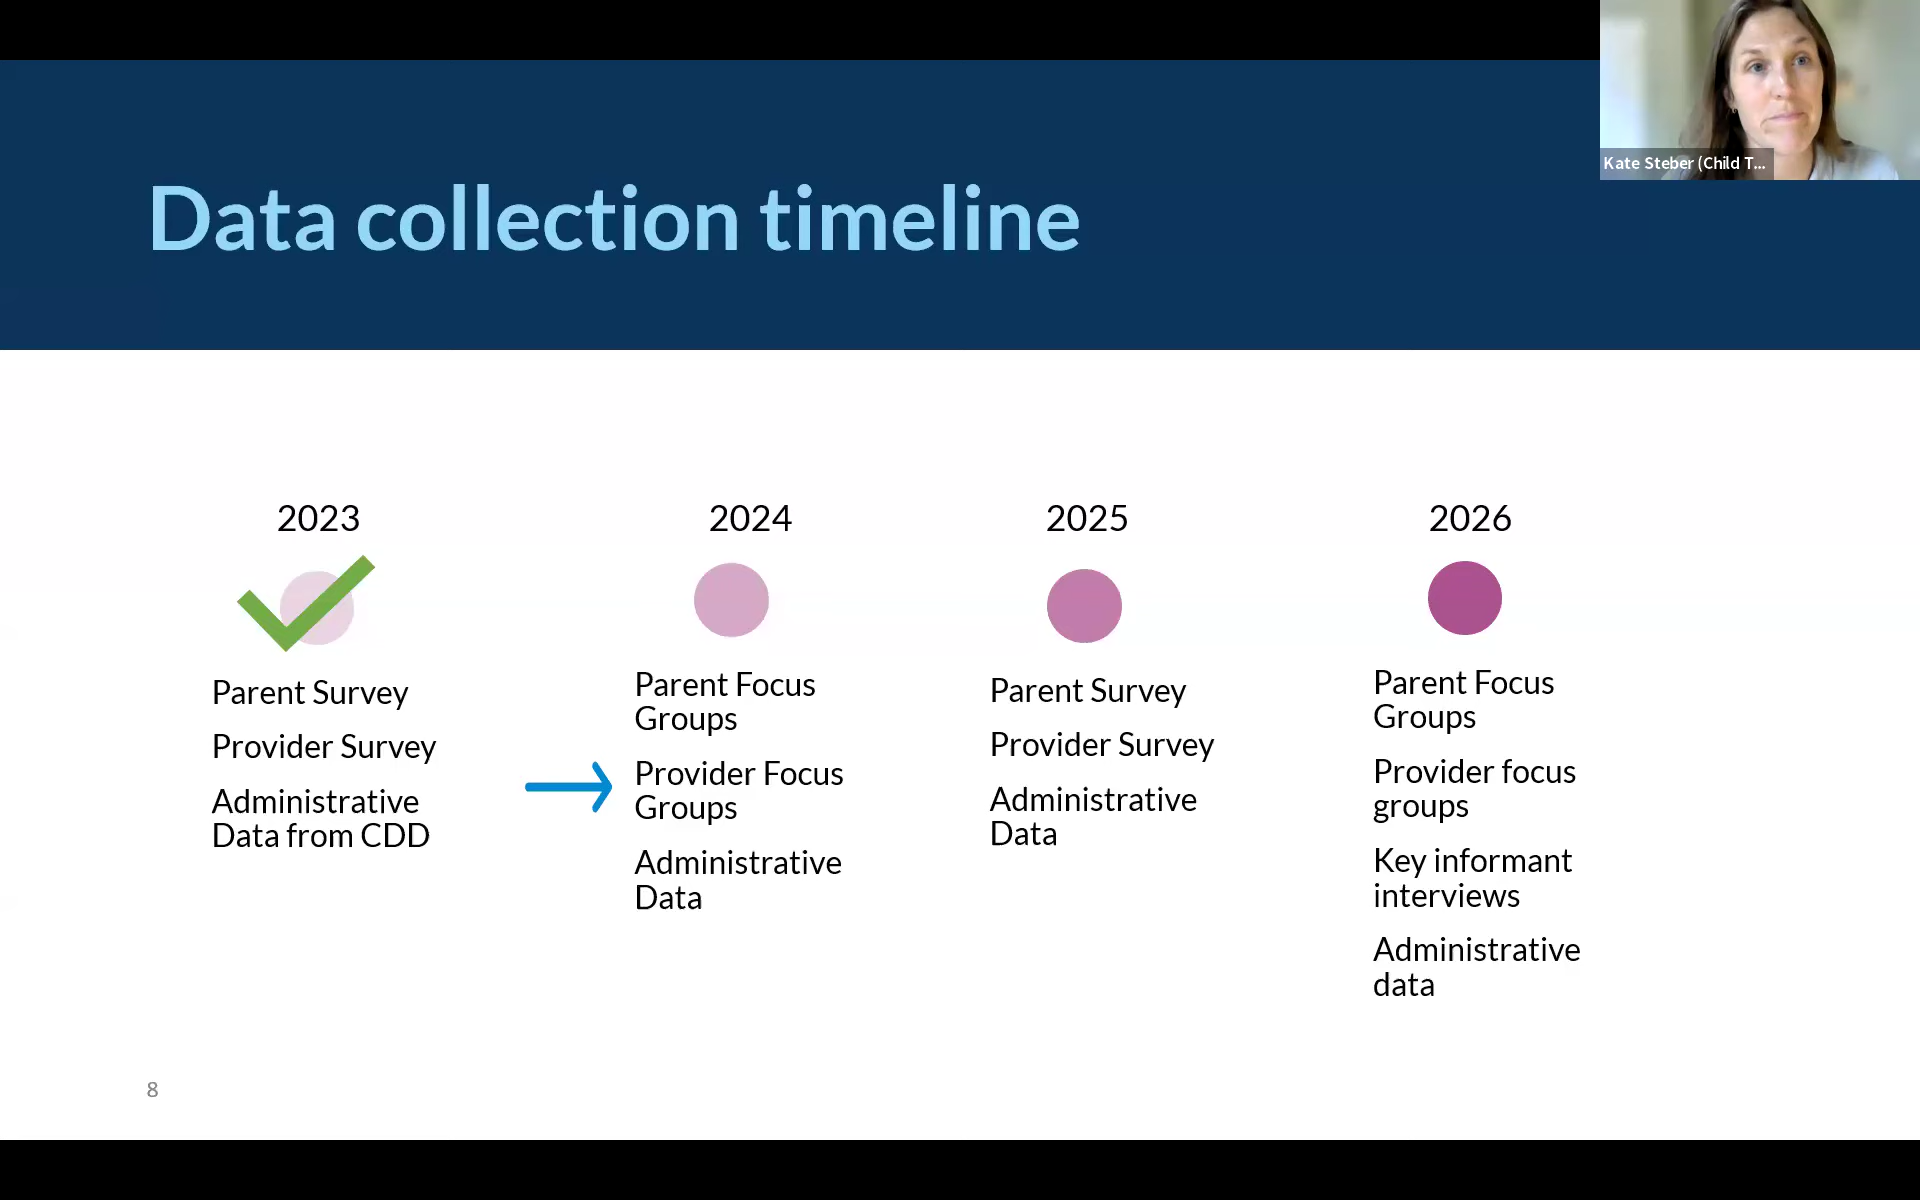 Kate Steber (Child T...
Data collection timeline
2023
Parent Survey
Provider Survey
Administrative
Data from CDD
2024
Parent Focus
Groups
Provider Focus
Groups
Administrative
Data
2025
Parent Survey
Provider Survey
Administrative
Data
2026
Parent Focus
Groups
Provider focus
groups
Key informant
interviews
Administrative
data
8